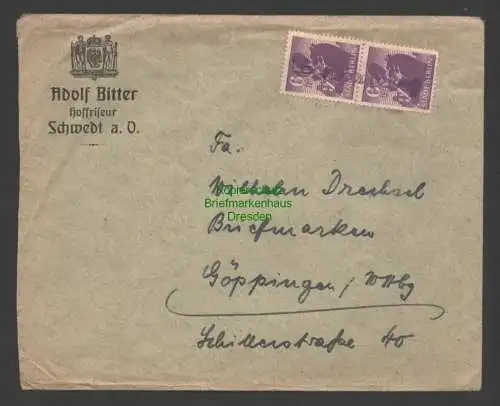 Adolf Bitter
Hoffriseur
Schwedt a. O.
Fa.
Wilhelm Drechsel
Briefmarken
Göppingen / Wttbg
Schillerstraße 40
Briefmarkenhaus
Dresden